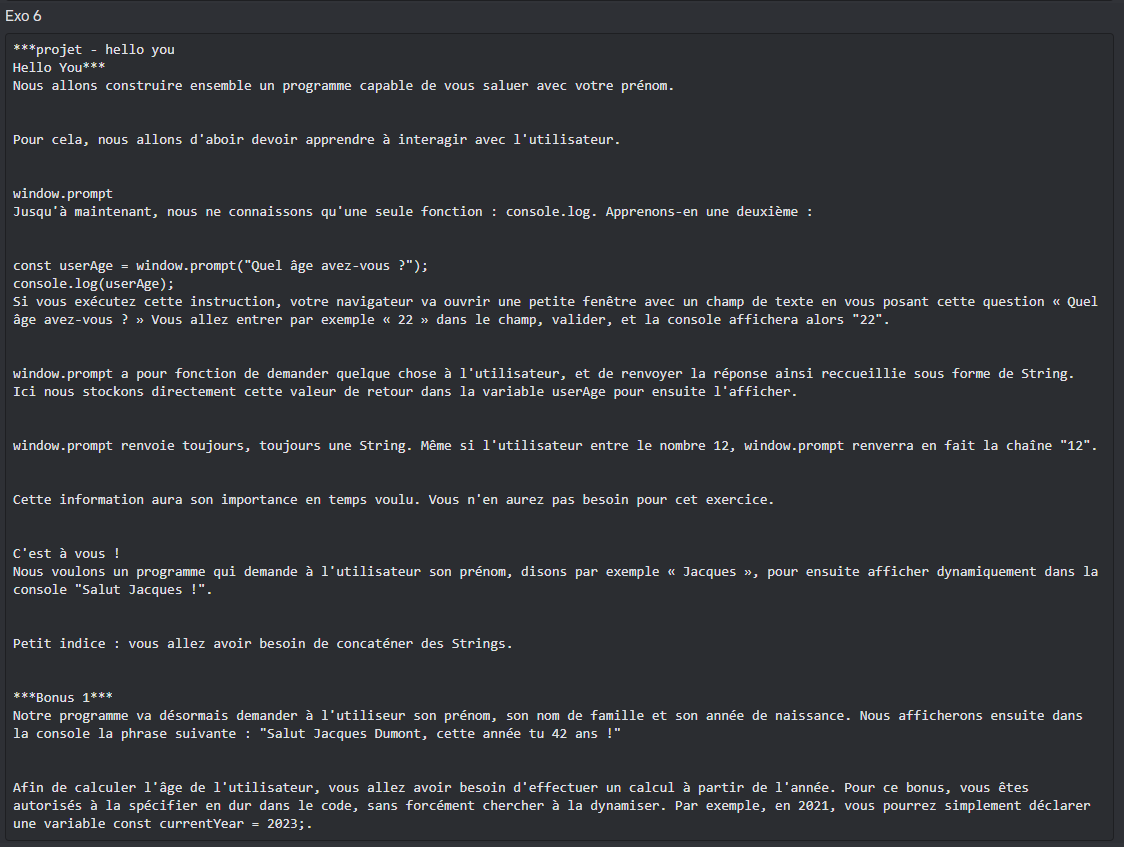 Exo 6
***projet - hello you
Hello You***
Nous allons construire ensemble un programme capable de vous saluer avec votre prénom.
Pour cela, nous allons d'aboir devoir apprendre à interagir avec l'utilisateur.
window.prompt
Jusqu'à maintenant, nous ne connaissons qu'une seule fonction : console.log. Apprenons-en une deuxième :
const userAge = window.prompt("Quel âge avez-vous ?");
console.log(userAge);
Si vous exécutez cette instruction, votre navigateur va ouvrir une petite fenêtre avec un champ de texte en vous posant cette question « Quel
âge avez-vous ? » Vous allez entrer par exemple « 22 » dans le champ, valider, et la console affichera alors "22".
window.prompt a pour fonction de demander quelque chose à l'utilisateur, et de renvoyer la réponse ainsi reccueillie sous forme de String.
Ici nous stockons directement cette valeur de retour dans la variable userAge pour ensuite l'afficher.
window.prompt renvoie toujours, toujours une String. Même si l'utilisateur entre le nombre 12, window.prompt renverra en fait la chaîne "12".
Cette information aura son importance en temps voulu. Vous n'en aurez pas besoin pour cet exercice.
C'est à vous !
Nous voulons un programme qui demande à l'utilisateur son prénom, disons par exemple « Jacques », pour ensuite afficher dynamiquement dans la
console "Salut Jacques !".
Petit indice : vous allez avoir besoin de concaténer des Strings.
***Bonus 1***
Notre programme va désormais demander à l'utiliseur son prénom, son nom de famille et son année de naissance. Nous afficherons ensuite dans
la console la phrase suivante : "Salut Jacques Dumont, cette année tu 42 ans !"
Afin de calculer l'âge de l'utilisateur, vous allez avoir besoin d'effectuer un calcul à partir de l'année. Pour ce bonus, vous êtes
autorisés à la spécifier en dur dans le code, sans forcément chercher à la dynamiser. Par exemple, en 2021, vous pourrez simplement déclarer
une variable const currentYear = 2023;.